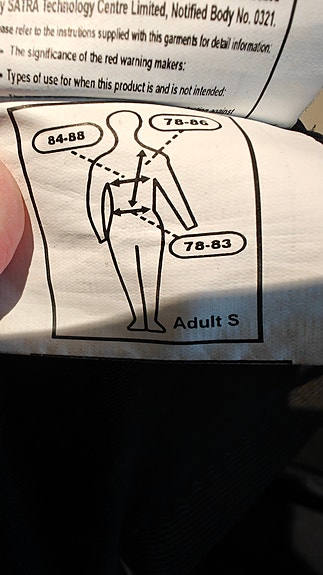 y SATRA Technology Centre Limited, Notified Body No. 0321.
ase refer to the instrutions supplied with this garments for detail information:
• The significance of the red warning makers:
• Types of use for when this product is and is not intended:
against
78-86
84-88
78-83
Adult S